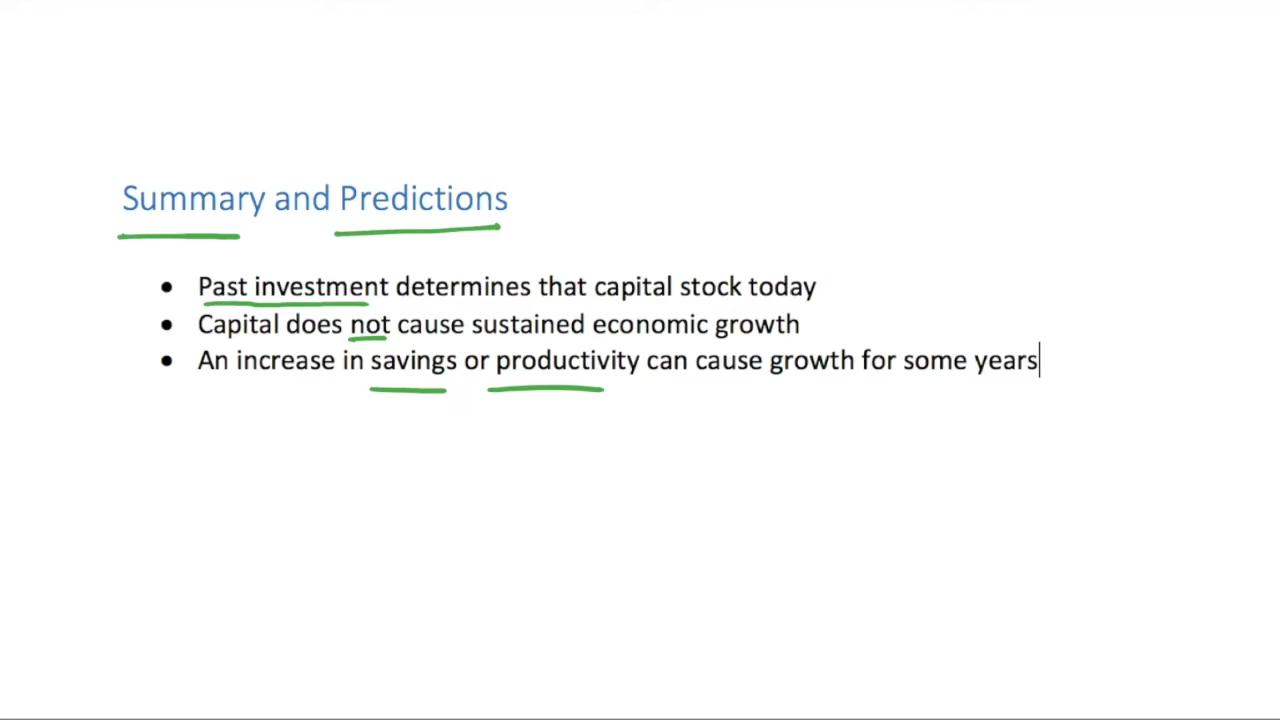 Summary and Predictions
• Past investment determines that capital stock today
• Capital does not cause sustained economic growth
• An increase in savings or productivity can cause growth for some years